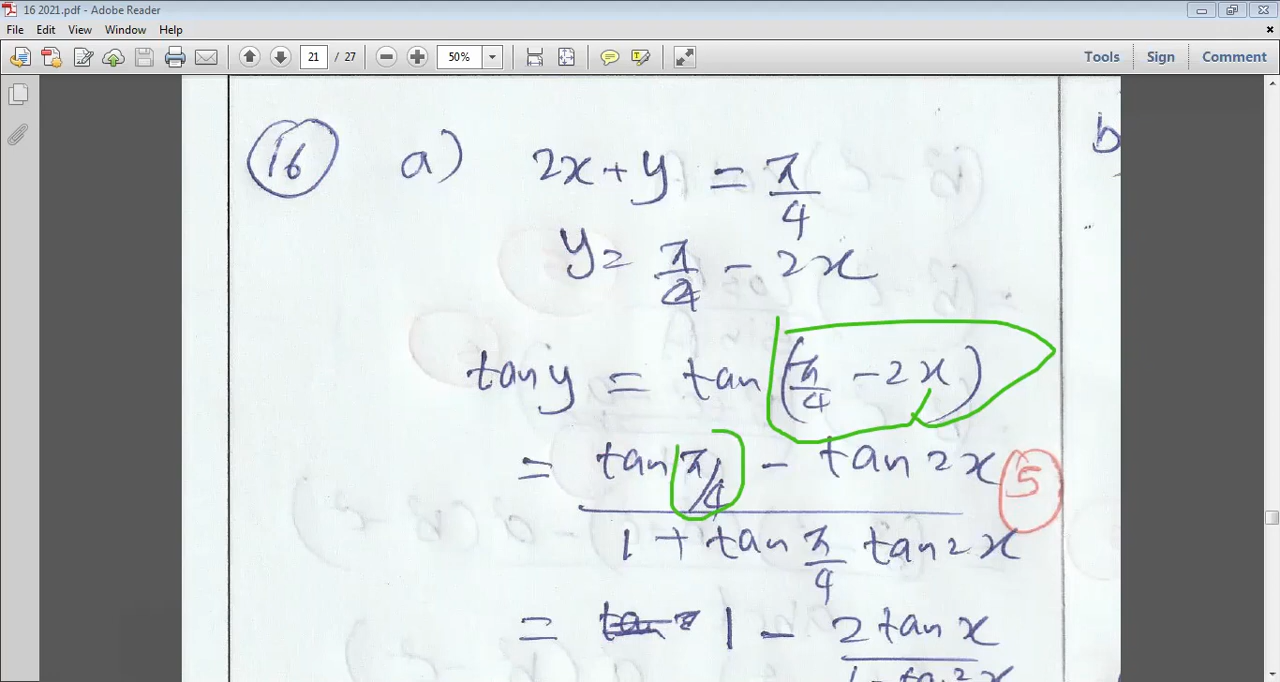 16 2021.pdf - Adobe Reader
File Edit View Window Help
21 / 27 50% Tools Sign Comment
16 a) 2x + y = π/4
b
y = π/4 - 2x
tan y = tan (π/4 - 2x)
= tan π/4 - tan 2x 5
1 + tan π/4 tan 2x
= 1 - 2 tan x